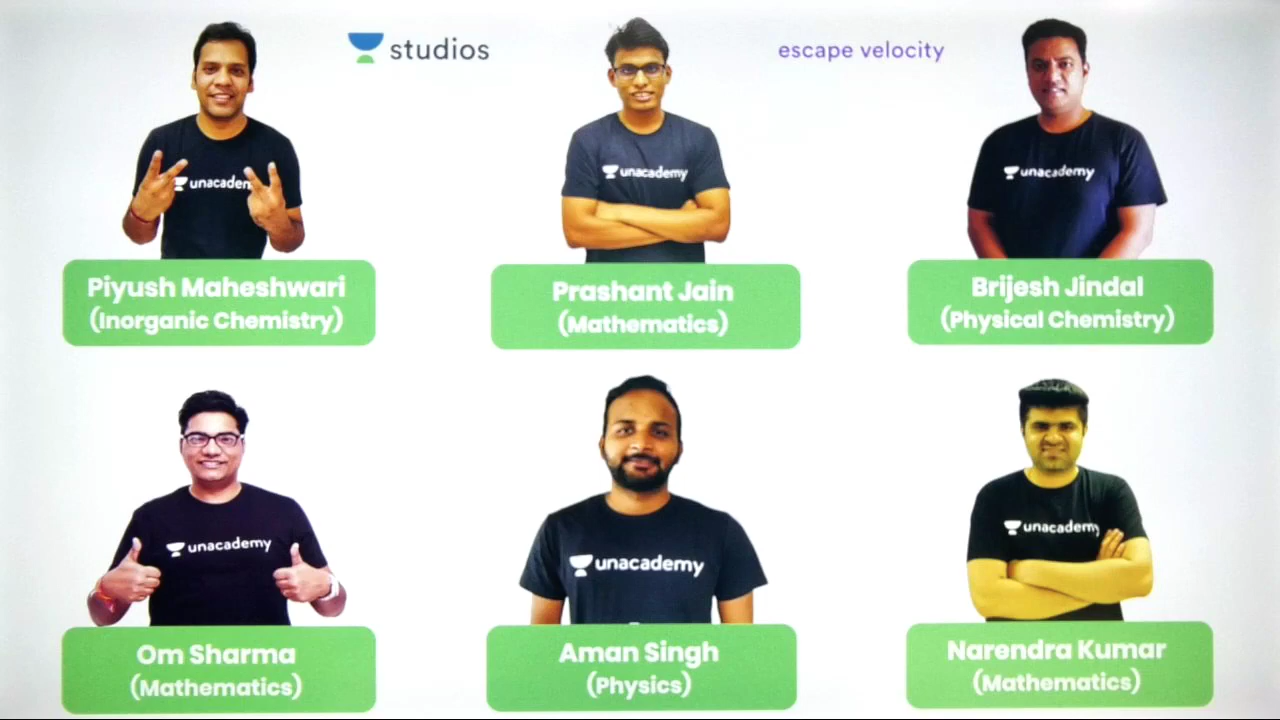 studios
escape velocity
unacadem
unacademy
unacademy
Piyush Maheshwari
(Inorganic Chemistry)
Prashant Jain
(Mathematics)
Brijesh Jindal
(Physical Chemistry)
unacademy
unacademy
unacademy
Om Sharma
(Mathematics)
Aman Singh
(Physics)
Narendra Kumar
(Mathematics)